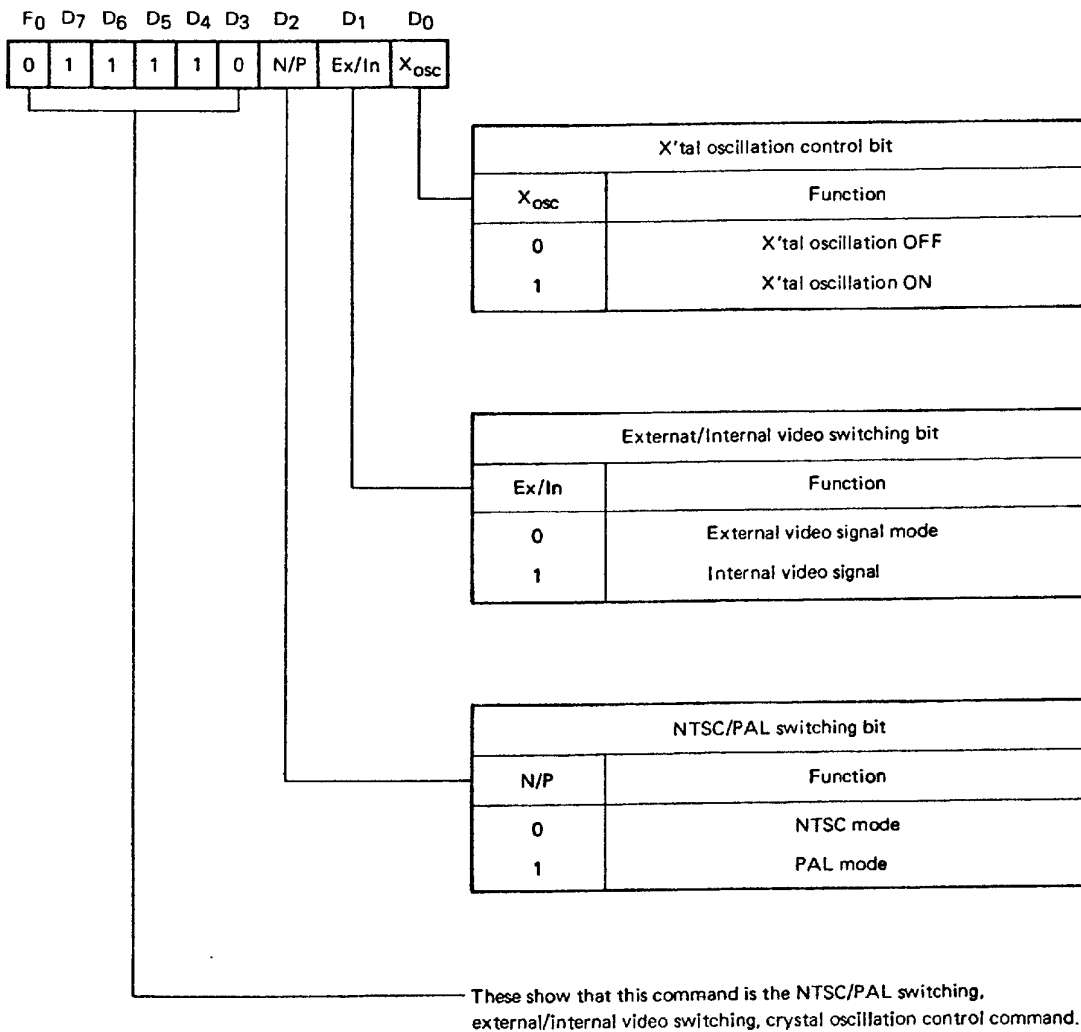 F0 D7 D6 D5 D4 D3 D2 D1 D0
0 1 1 1 1 0 N/P Ex/In Xosc
X'tal oscillation control bit
Xosc Function
0 X'tal oscillation OFF
1 X'tal oscillation ON
Externat/Internal video switching bit
Ex/In Function
0 External video signal mode
1 Internal video signal
NTSC/PAL switching bit
N/P Function
0 NTSC mode
1 PAL mode
These show that this command is the NTSC/PAL switching,
external/internal video switching, crystal oscillation control command.